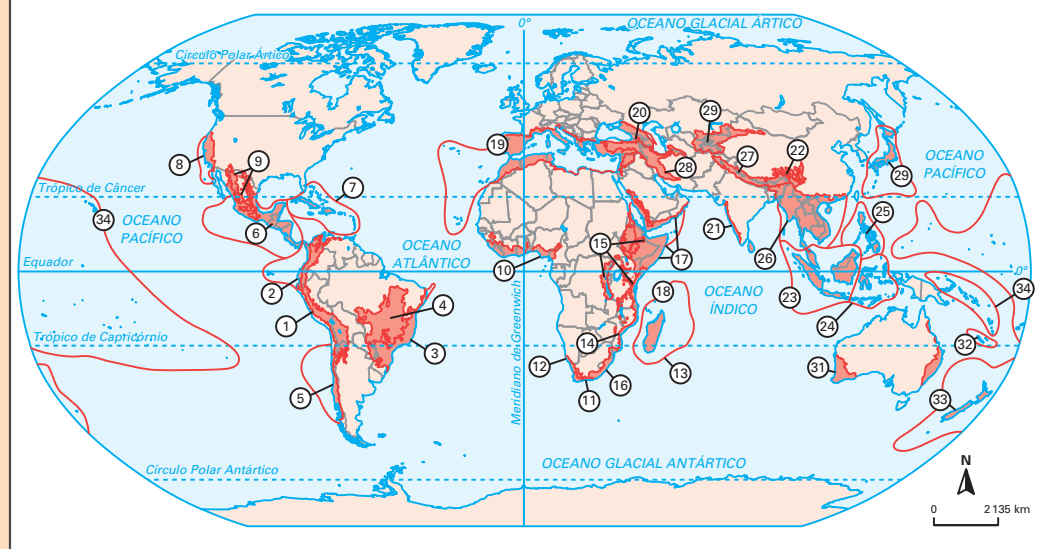 OCEANO GLACIAL ÁRTICO
0°
Círculo Polar Ártico
20
29
19
8
9
27
22
28
OCEANO
PACÍFICO
29
Trópico de Câncer
7
34
OCEANO
PACÍFICO
6
21
25
15
OCEANO
ATLÂNTICO
17
26
10
Equador
0°
2
18
OCEANO
ÍNDICO
23
34
4
1
24
Trópico de Capricórnio
14
32
3
12
13
31
16
5
11
33
Meridiano de Greenwich
Círculo Polar Antártico
OCEANO GLACIAL ANTÁRTICO
N
0
2 135 km